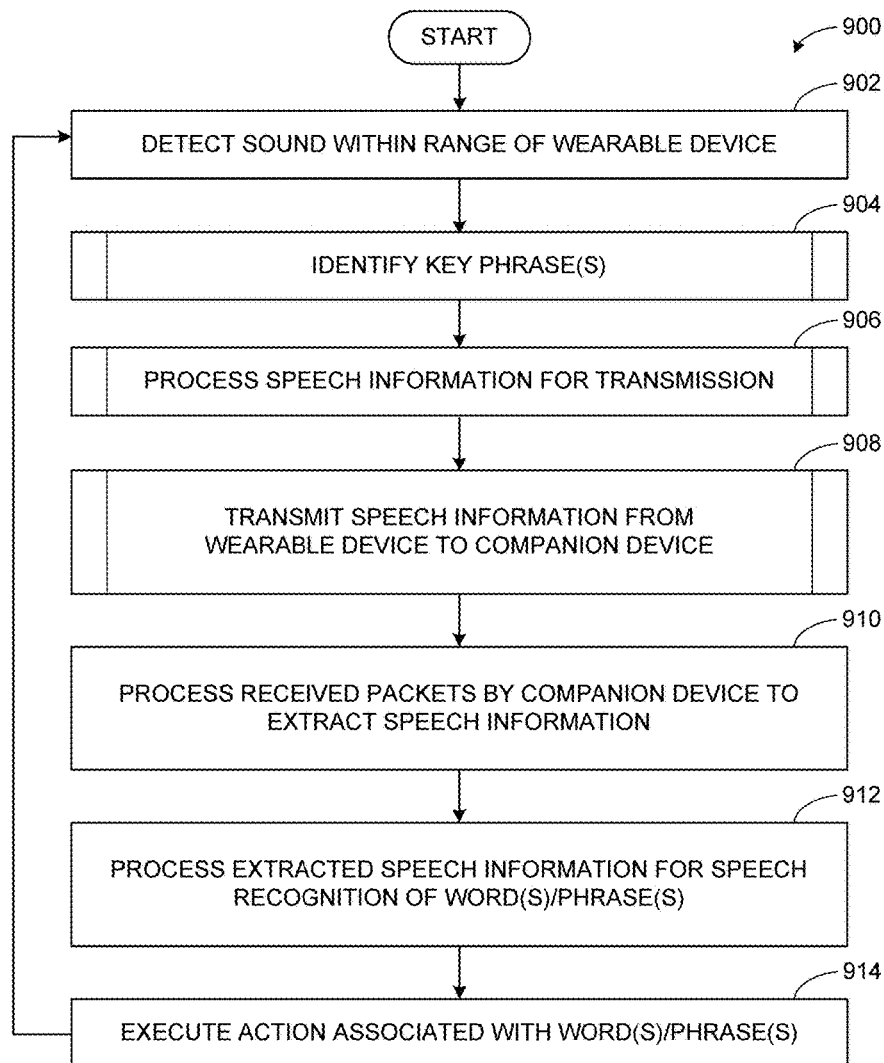 START
900
902
DETECT SOUND WITHIN RANGE OF WEARABLE DEVICE
904
IDENTIFY KEY PHRASE(S)
906
PROCESS SPEECH INFORMATION FOR TRANSMISSION
908
TRANSMIT SPEECH INFORMATION FROM
WEARABLE DEVICE TO COMPANION DEVICE
910
PROCESS RECEIVED PACKETS BY COMPANION DEVICE TO
EXTRACT SPEECH INFORMATION
912
PROCESS EXTRACTED SPEECH INFORMATION FOR SPEECH
RECOGNITION OF WORD(S)/PHRASE(S)
914
EXECUTE ACTION ASSOCIATED WITH WORD(S)/PHRASE(S)